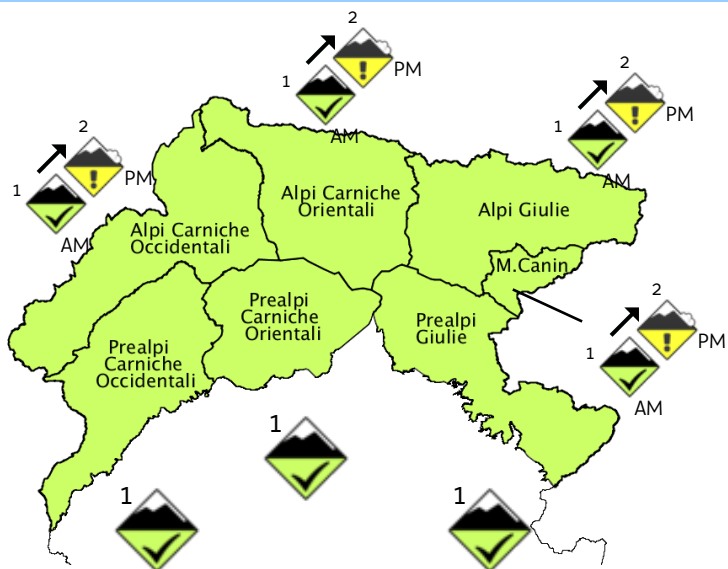 2
1
PM
AM
2
1
PM
AM
2
1
PM
AM
Alpi Carniche
Orientali
Alpi Giulie
Alpi Carniche
Occidentali
M.Canin
Prealpi
Carniche
Orientali
Prealpi
Giulie
Prealpi
Carniche
Occidentali
2
1
PM
AM
1
1
1